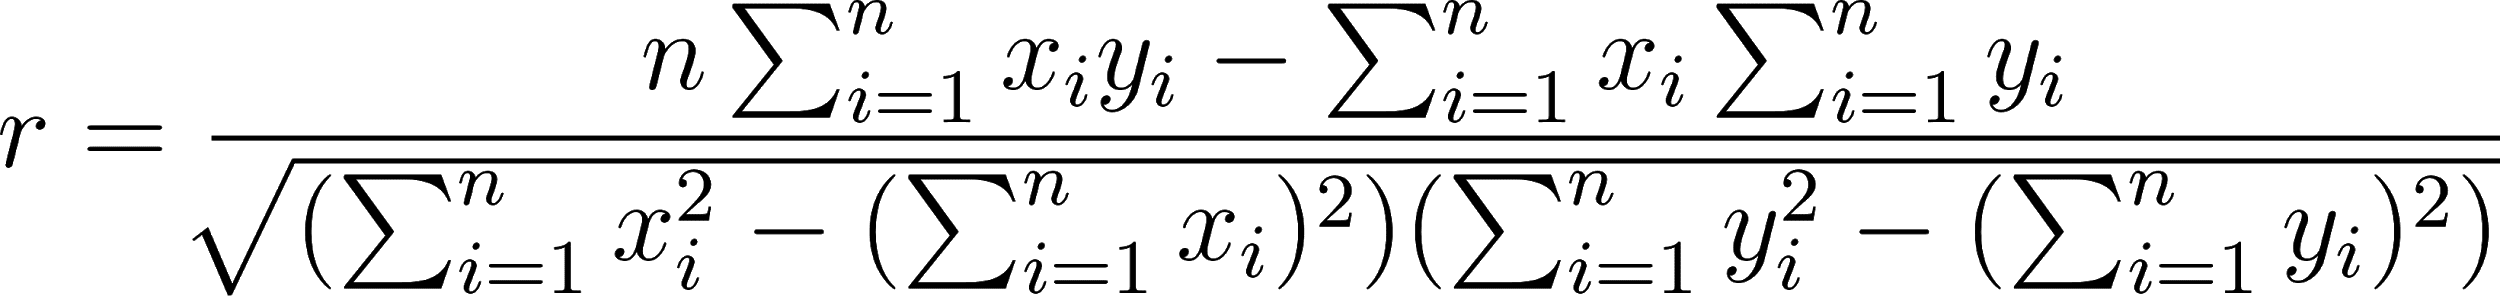 r = \frac{n \sum_{i=1}^{n} x_i y_i - \sum_{i=1}^{n} x_i \sum_{i=1}^{n} y_i}{\sqrt{(\sum_{i=1}^{n} x_i^2 - (\sum_{i=1}^{n} x_i)^2)(\sum_{i=1}^{n} y_i^2 - (\sum_{i=1}^{n} y_i)^2)}}